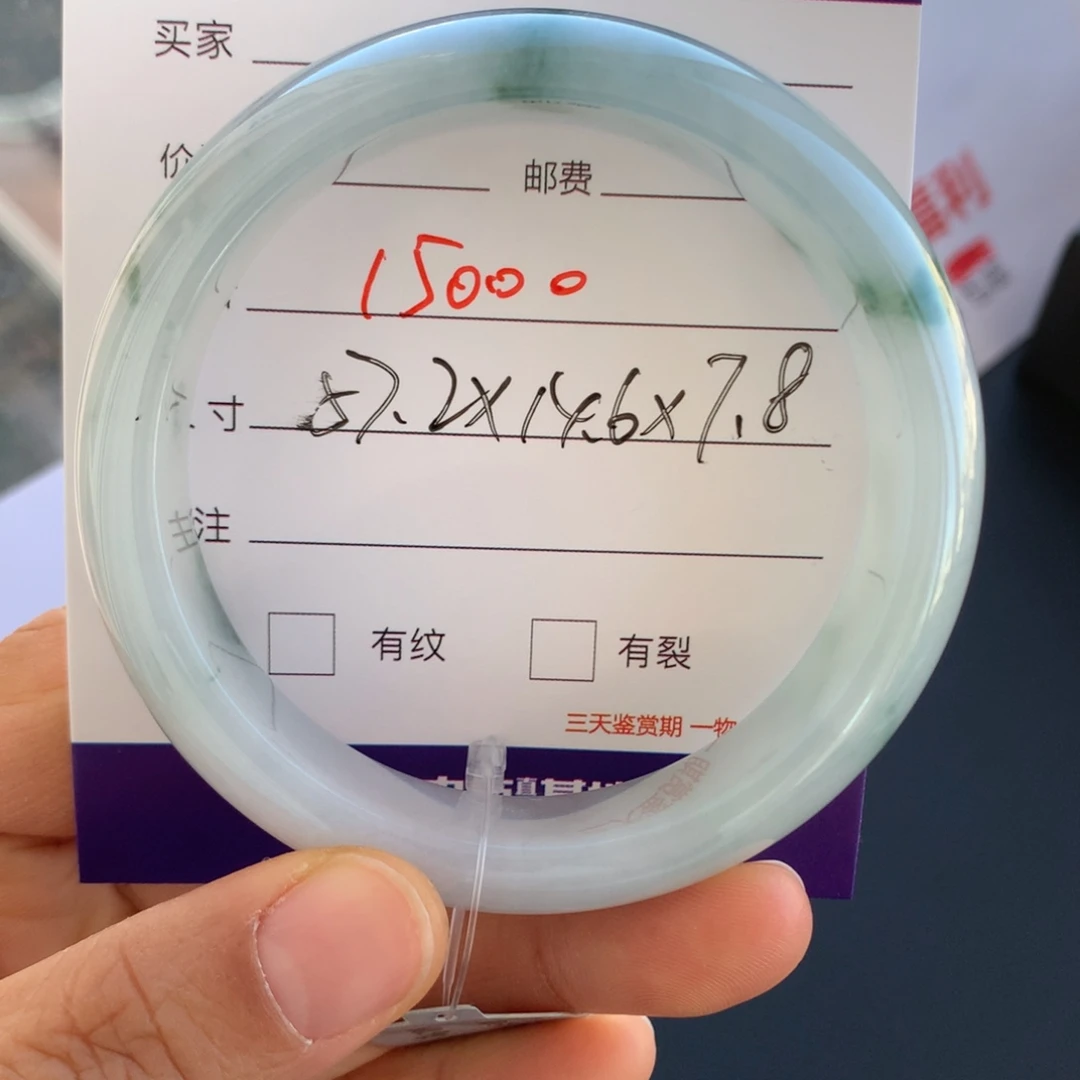 买家
价
邮费
15000
寸 57.2X14.6X7.8
注
有纹 有裂
三天鉴赏期 一物